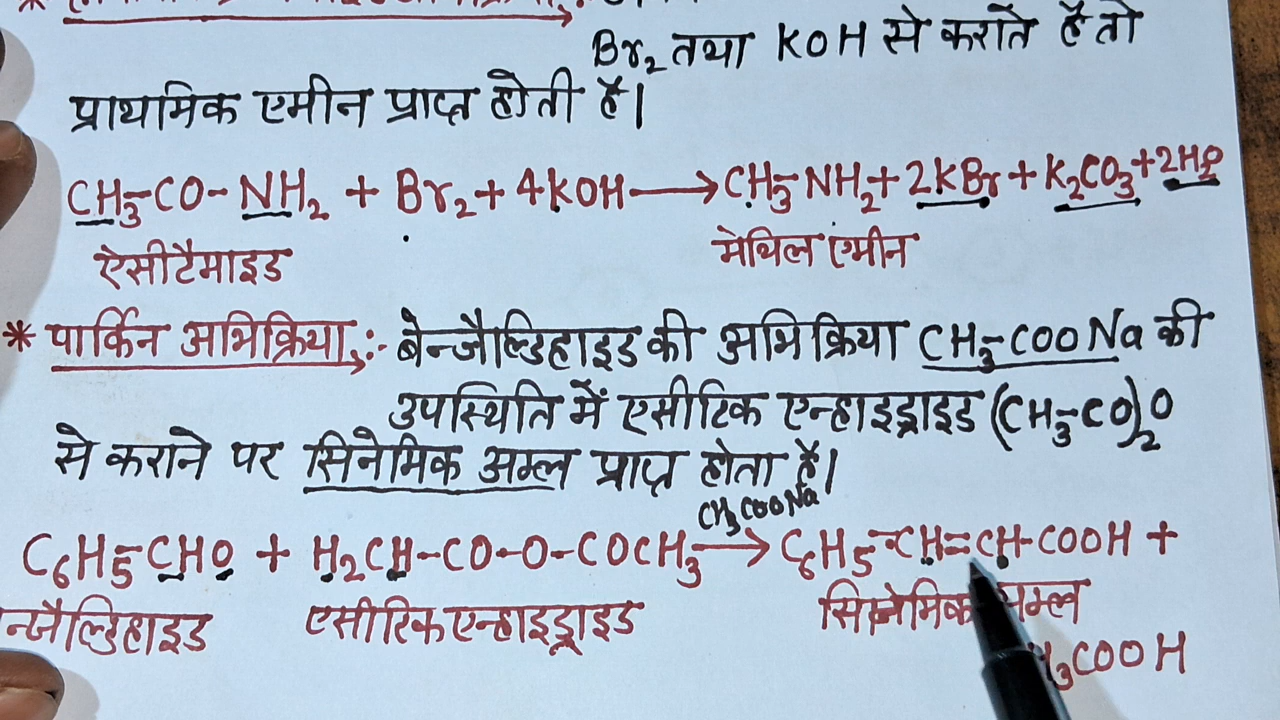 Br₂ तथा KOH से कराते हैं तो
प्राथमिक एमीन प्राप्त होती है।
CH₃-CO-NH₂ + Br₂ + 4KOH → CH₃-NH₂ + 2KBr + K₂CO₃ + 2H₂O
ऐसीटैमाइड मेथिल एमीन
* पार्किन अभिक्रिया:- बेन्जैल्डिहाइड की अभिक्रिया CH₃-COONa की
उपस्थिति में एसीटिक एन्हाइड्राइड (CH₃-CO)₂O
से कराने पर सिनेमिक अम्ल प्राप्त होता है।
CH₃COONa
C₆H₅-CHO + H₂CH-CO-O-COCH₃ → C₆H₅-CH=CH-COOH +
न्जैल्डिहाइड एसीटिक एन्हाइड्राइड सिनेमिक अम्ल
H₃COOH